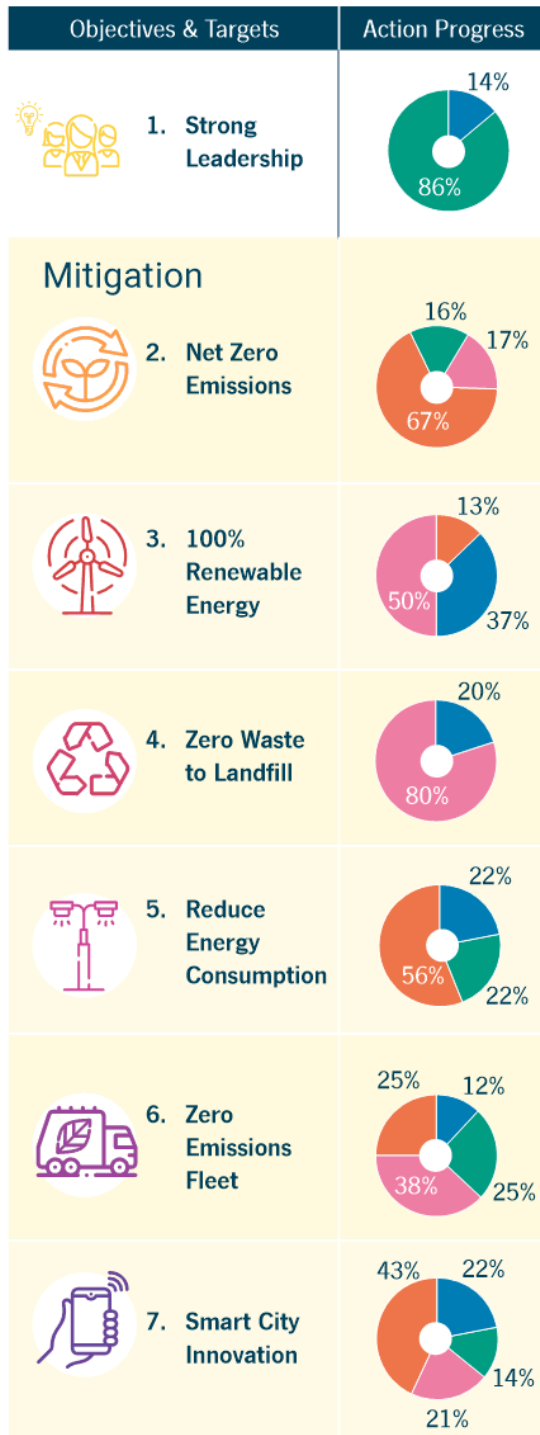 Objectives & Targets
Action Progress
1. Strong
Leadership
14%
86%
Mitigation
2. Net Zero
Emissions
16%
17%
67%
3. 100%
Renewable
Energy
13%
50%
37%
4. Zero Waste
to Landfill
20%
80%
5. Reduce
Energy
Consumption
22%
56%
22%
6. Zero
Emissions
Fleet
25%
12%
38%
25%
7. Smart City
Innovation
43%
22%
14%
21%